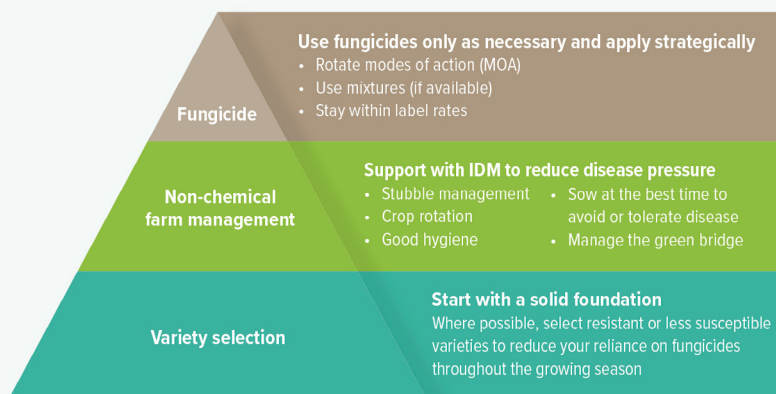 Use fungicides only as necessary and apply strategically
• Rotate modes of action (MOA)
• Use mixtures (if available)
• Stay within label rates
Fungicide
Support with IDM to reduce disease pressure
• Stubble management
• Crop rotation
• Good hygiene
• Sow at the best time to
avoid or tolerate disease
• Manage the green bridge
Non-chemical
farm management
Start with a solid foundation
Where possible, select resistant or less susceptible
varieties to reduce your reliance on fungicides
throughout the growing season
Variety selection